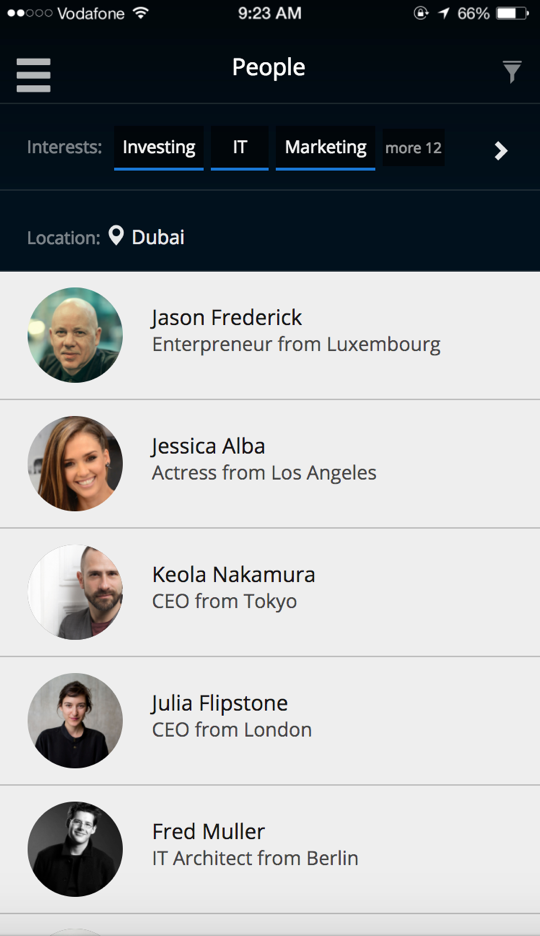 Vodafone 9:23 AM 66%
People
Interests: Investing IT Marketing more 12
Location: Dubai
Jason Frederick
Enterpreneur from Luxembourg
Jessica Alba
Actress from Los Angeles
Keola Nakamura
CEO from Tokyo
Julia Flipstone
CEO from London
Fred Muller
IT Architect from Berlin